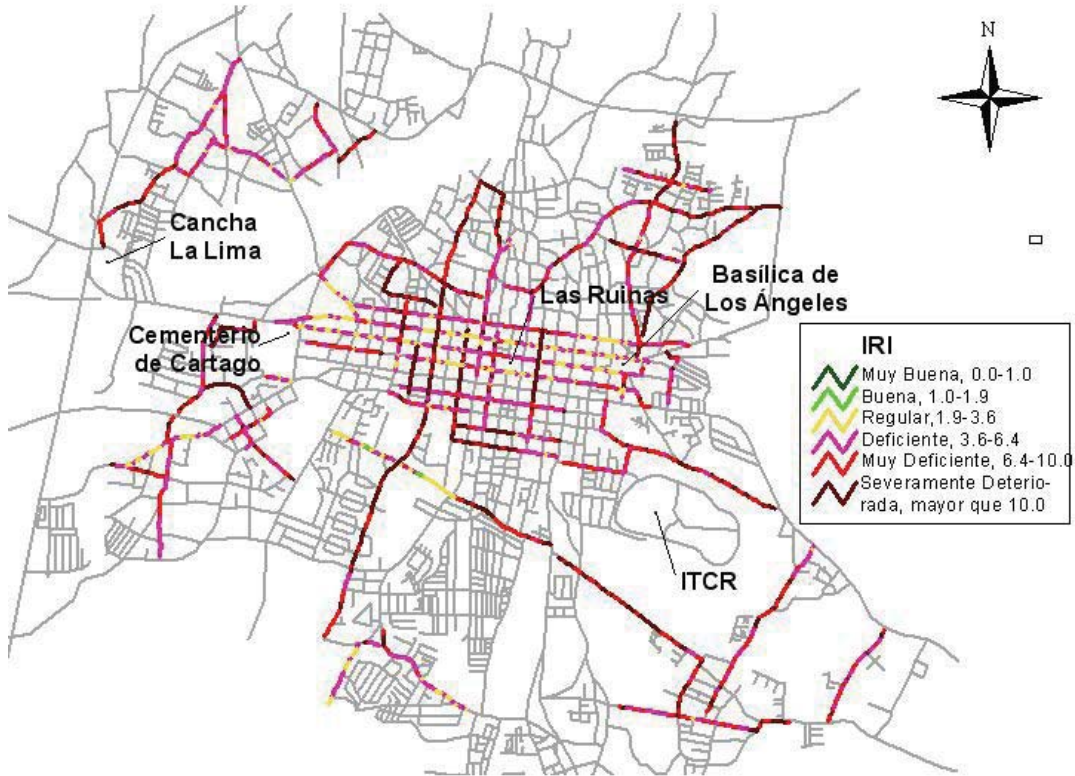 N
Cancha
La Lima
Las Ruinas
Basílica de
Los Ángeles
Cementerio
de Cartago
ITCR
IRI
Muy Buena, 0.0-1.0
Buena, 1.0-1.9
Regular,1.9-3.6
Deficiente, 3.6-6.4
Muy Deficiente, 6.4-10.0
Severamente Deterio-
rada, mayor que 10.0